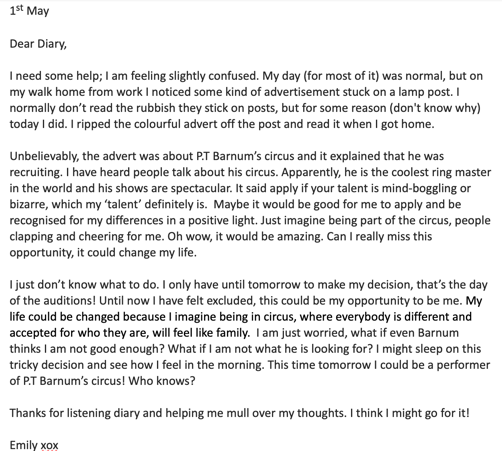 1st May
Dear Diary,
I need some help; I am feeling slightly confused. My day (for most of it) was normal, but on
my walk home from work I noticed some kind of advertisement stuck on a lamp post. I
normally don’t read the rubbish they stick on posts, but for some reason (don't know why)
today I did. I ripped the colourful advert off the post and read it when I got home.
Unbelievably, the advert was about P.T Barnum’s circus and it explained that he was
recruiting. I have heard people talk about his circus. Apparently, he is the coolest ring master
in the world and his shows are spectacular. It said apply if your talent is mind-boggling or
bizarre, which my ‘talent’ definitely is.  Maybe it would be good for me to apply and be
recognised for my differences in a positive light. Just imagine being part of the circus, people
clapping and cheering for me. Oh wow, it would be amazing. Can I really miss this
opportunity, it could change my life.
I just don’t know what to do. I only have until tomorrow to make my decision, that’s the day
of the auditions! Until now I have felt excluded, this could be my opportunity to be me. My
life could be changed because I imagine being in circus, where everybody is different and
accepted for who they are, will feel like family.  I am just worried, what if even Barnum
thinks I am not good enough? What if I am not what he is looking for? I might sleep on this
tricky decision and see how I feel in the morning. This time tomorrow I could be a performer
of P.T Barnum’s circus! Who knows?
Thanks for listening diary and helping me mull over my thoughts. I think I might go for it!
Emily xox